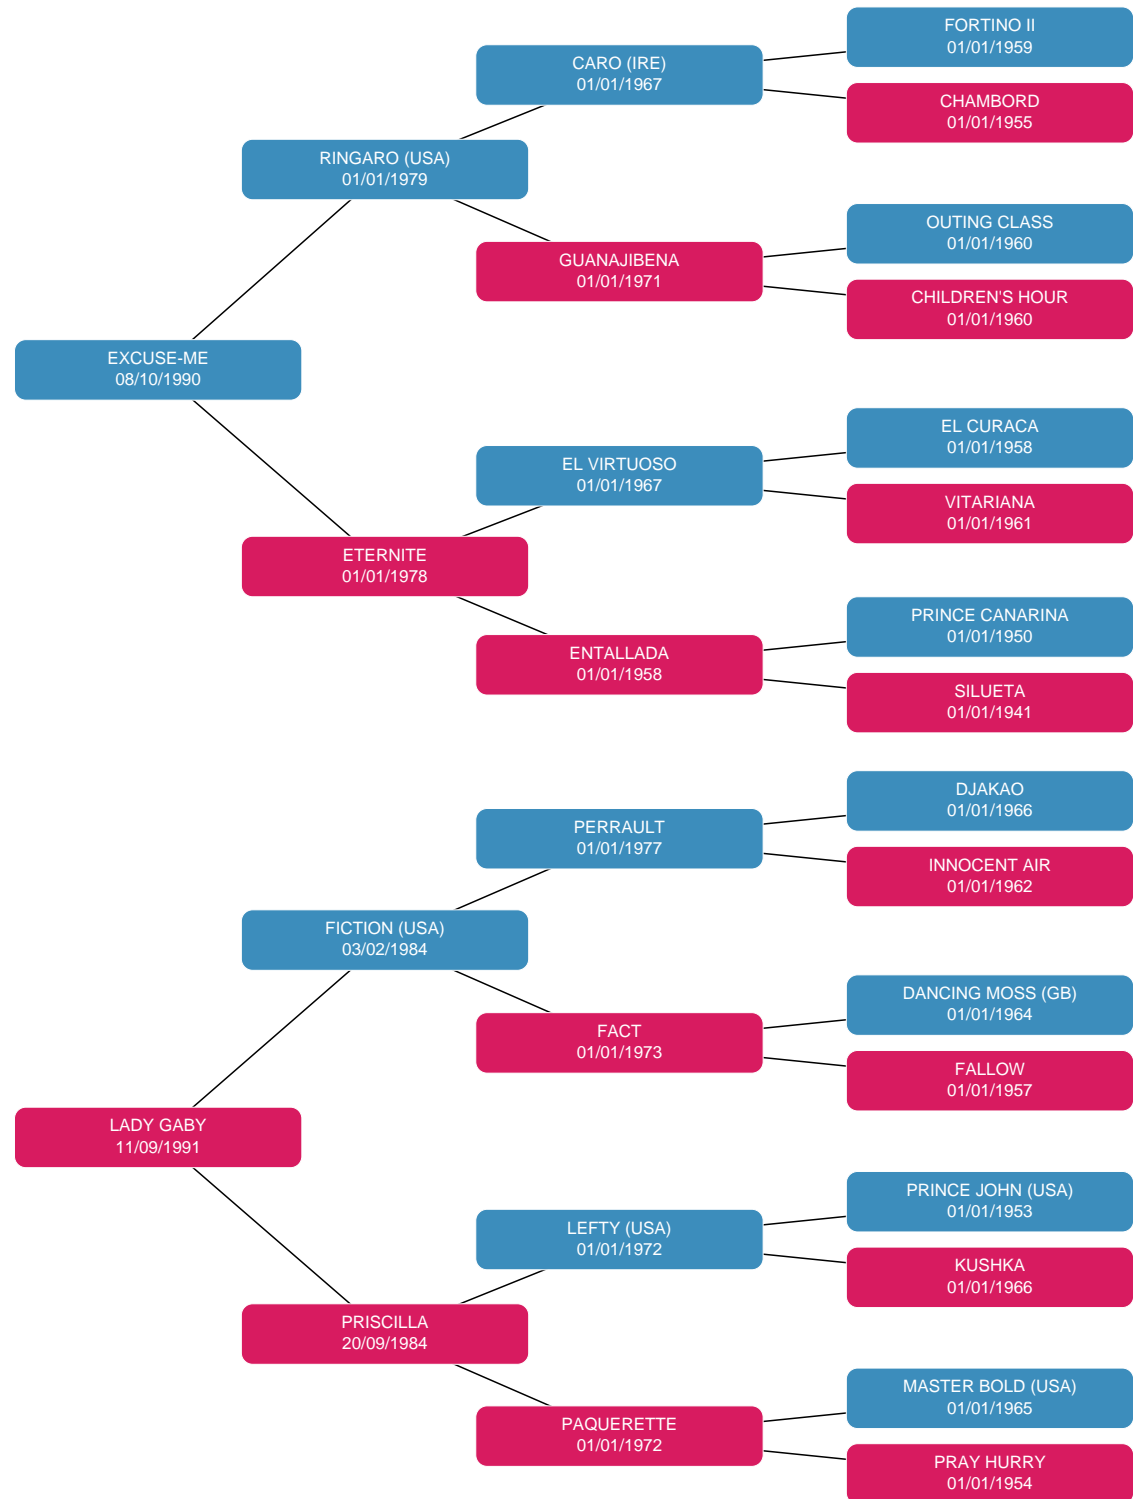 FORTINO II
01/01/1959
CARO (IRE)
01/01/1967
CHAMBORD
01/01/1955
RINGARO (USA)
01/01/1979
OUTING CLASS
01/01/1960
GUANAJIBENA
01/01/1971
CHILDREN'S HOUR
01/01/1960
EXCUSE-ME
08/10/1990
EL CURACA
01/01/1958
EL VIRTUOSO
01/01/1967
VITARIANA
01/01/1961
ETERNITE
01/01/1978
PRINCE CANARINA
01/01/1950
ENTALLADA
01/01/1958
SILUETA
01/01/1941
DJAKAO
01/01/1966
PERRAULT
01/01/1977
INNOCENT AIR
01/01/1962
FICTION (USA)
03/02/1984
DANCING MOSS (GB)
01/01/1964
FACT
01/01/1973
FALLOW
01/01/1957
LADY GABY
11/09/1991
PRINCE JOHN (USA)
01/01/1953
LEFTY (USA)
01/01/1972
KUSHKA
01/01/1966
PRISCILLA
20/09/1984
MASTER BOLD (USA)
01/01/1965
PAQUERETTE
01/01/1972
PRAY HURRY
01/01/1954